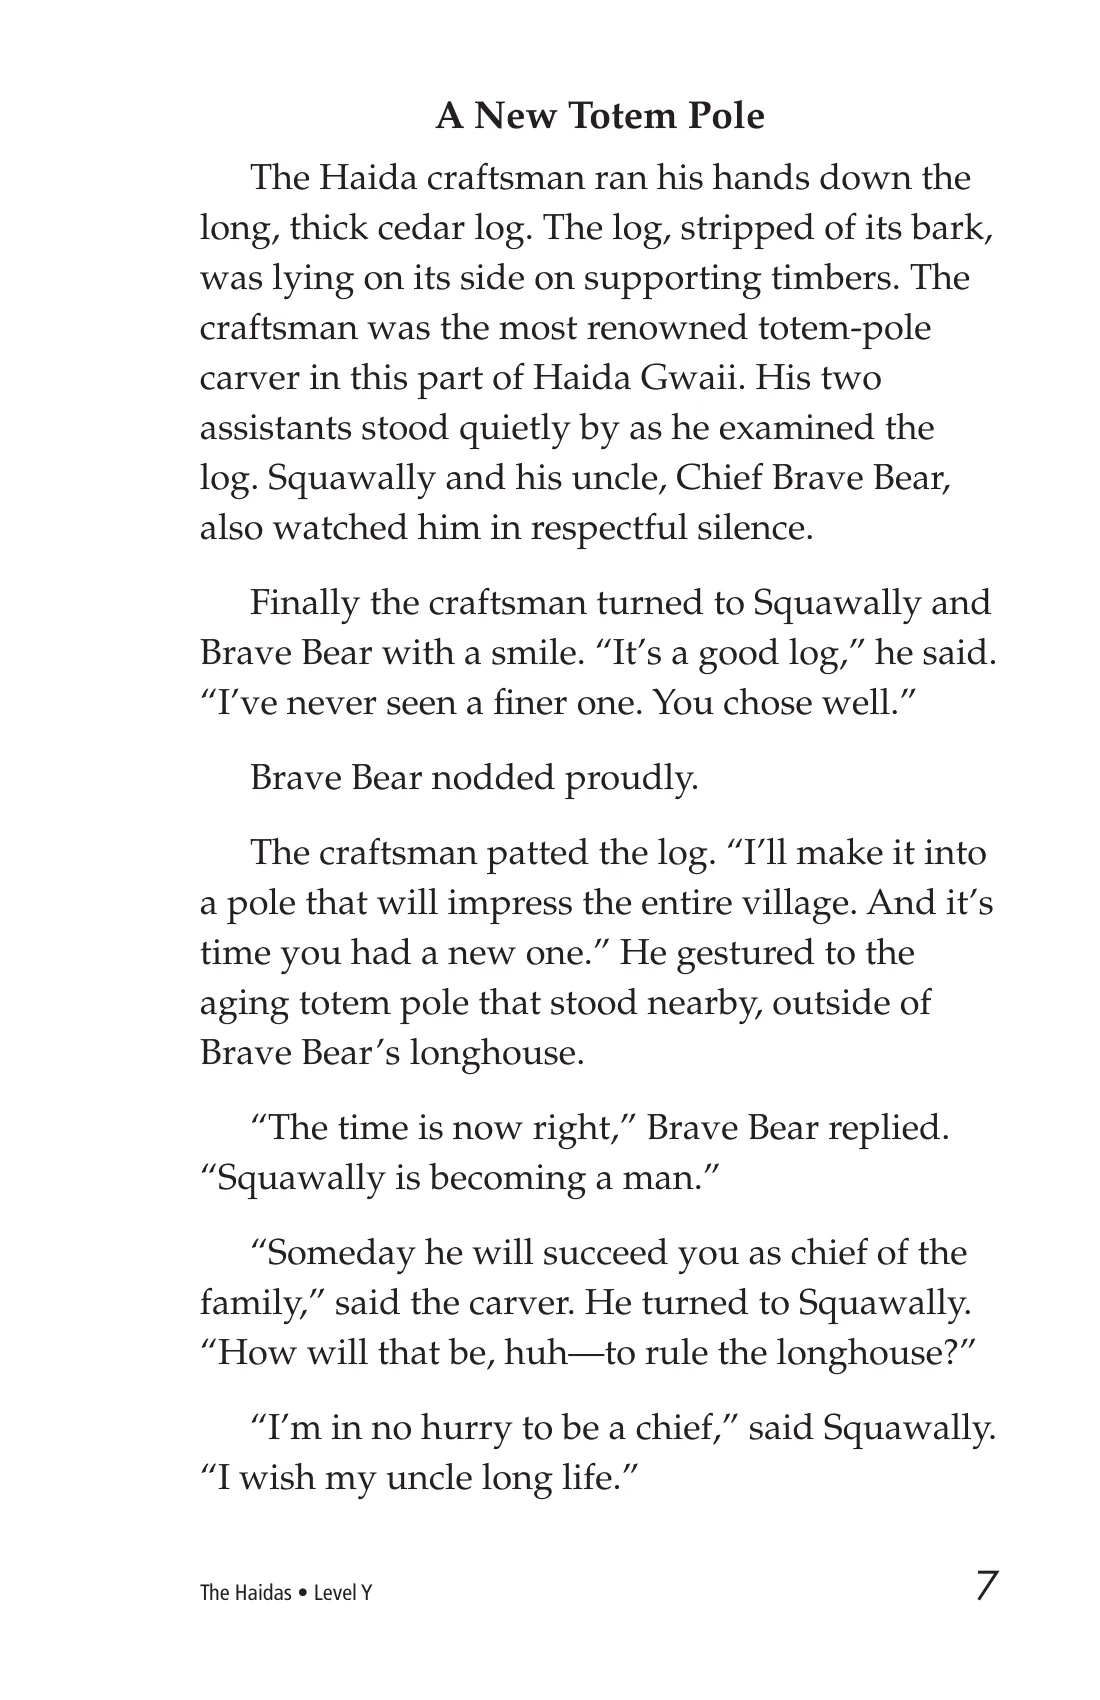 A New Totem Pole
The Haida craftsman ran his hands down the
long, thick cedar log. The log, stripped of its bark,
was lying on its side on supporting timbers. The
craftsman was the most renowned totem-pole
carver in this part of Haida Gwaii. His two
assistants stood quietly by as he examined the
log. Squawally and his uncle, Chief Brave Bear,
also watched him in respectful silence.
Finally the craftsman turned to Squawally and
Brave Bear with a smile. “It’s a good log,” he said.
“I’ve never seen a finer one. You chose well.”
Brave Bear nodded proudly.
The craftsman patted the log. “I’ll make it into
a pole that will impress the entire village. And it’s
time you had a new one.” He gestured to the
aging totem pole that stood nearby, outside of
Brave Bear’s longhouse.
“The time is now right,” Brave Bear replied.
“Squawally is becoming a man.”
“Someday he will succeed you as chief of the
family,” said the carver. He turned to Squawally.
“How will that be, huh—to rule the longhouse?”
“I’m in no hurry to be a chief,” said Squawally.
“I wish my uncle long life.”
The Haidas • Level Y
7